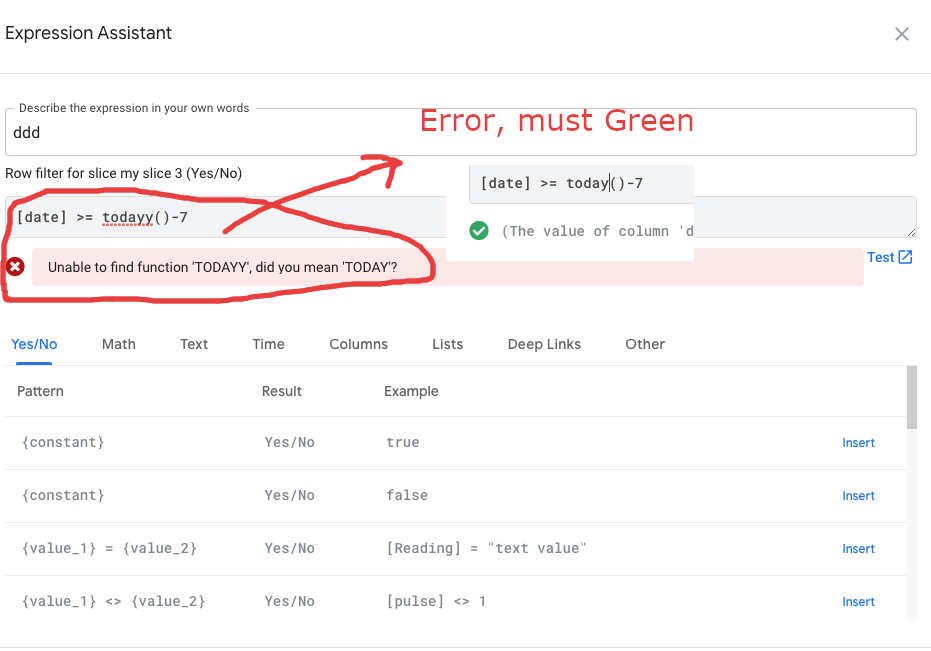 Expression Assistant
Describe the expression in your own words
ddd
Error, must Green
Row filter for slice my slice 3 (Yes/No)
[date] >= today()-7
[date] >= todayy()-7
(The value of column 'd
Unable to find function 'TODAYY', did you mean 'TODAY'?
Test
Yes/No Math Text Time Columns Lists Deep Links Other
Pattern Result Example
{constant} Yes/No true Insert
{constant} Yes/No false Insert
{value_1} = {value_2} Yes/No [Reading] = "text value" Insert
{value_1} <> {value_2} Yes/No [pulse] <> 1 Insert